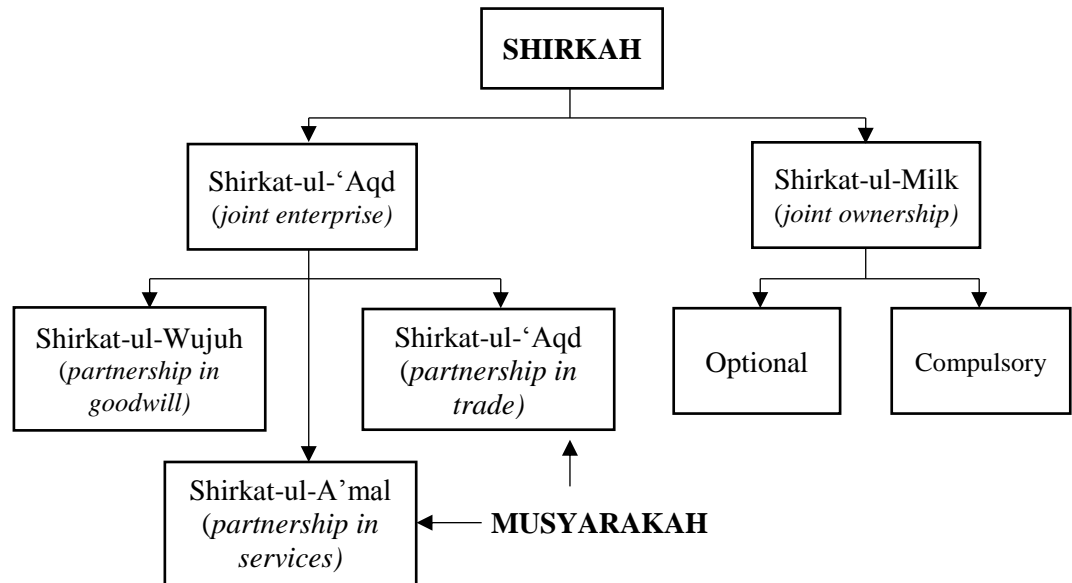 SHIRKAH
Shirkat-ul-‘Aqd
(joint enterprise)
Shirkat-ul-Milk
(joint ownership)
Shirkat-ul-Wujuh
(partnership in
goodwill)
Shirkat-ul-‘Aqd
(partnership in
trade)
Optional
Compulsory
Shirkat-ul-A’mal
(partnership in
services)
MUSYARAKAH